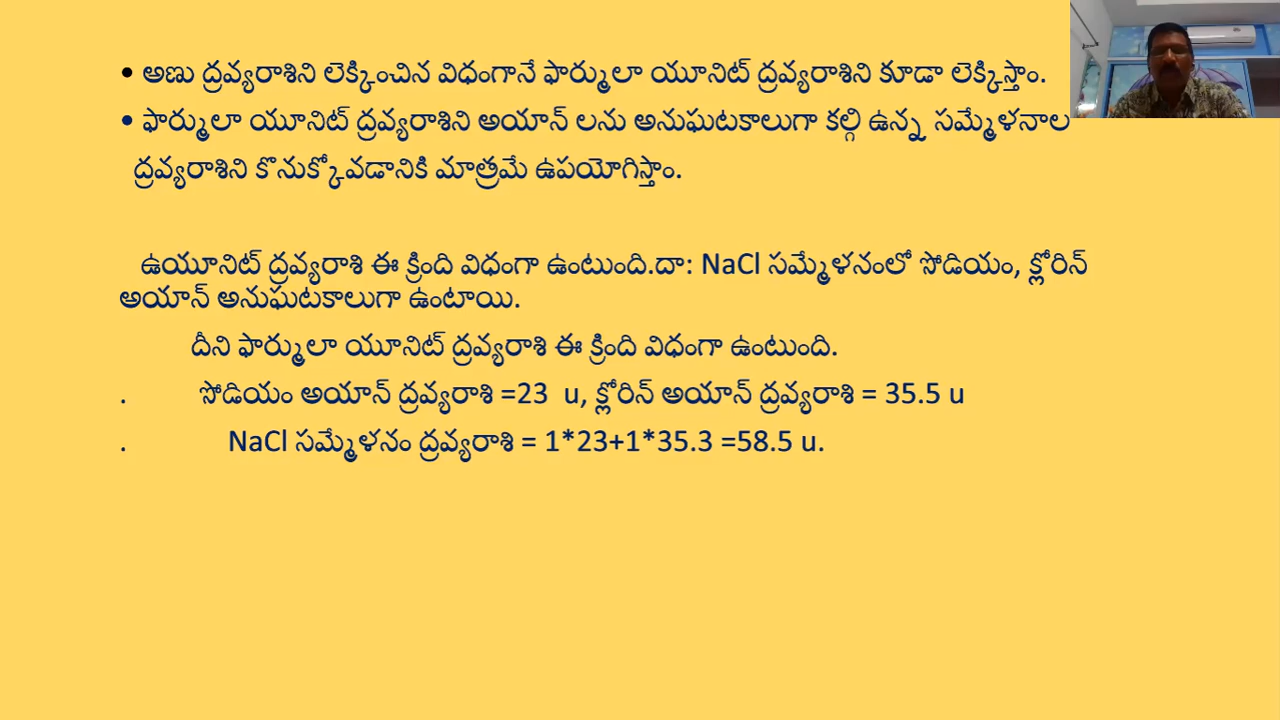 • అణు ద్రవ్యరాశిని లెక్కించిన విధంగానే ఫార్ములా యూనిట్ ద్రవ్యరాశిని కూడా లెక్కిస్తాం.
• ఫార్ములా యూనిట్ ద్రవ్యరాశిని అయాన్ లను అనుఘటకాలుగా కల్గి ఉన్న సమ్మేళనాల
ద్రవ్యరాశిని కొనుక్కోవడానికి మాత్రమే ఉపయోగిస్తాం.
ఉయూనిట్ ద్రవ్యరాశి ఈ క్రింది విధంగా ఉంటుంది.దా: NaCl సమ్మేళనంలో సోడియం, క్లోరిన్
అయాన్ అనుఘటకాలుగా ఉంటాయి.
దీని ఫార్ములా యూనిట్ ద్రవ్యరాశి ఈ క్రింది విధంగా ఉంటుంది.
. సోడియం అయాన్ ద్రవ్యరాశి =23 u, క్లోరిన్ అయాన్ ద్రవ్యరాశి = 35.5 u
. NaCl సమ్మేళనం ద్రవ్యరాశి = 1*23+1*35.3 =58.5 u.